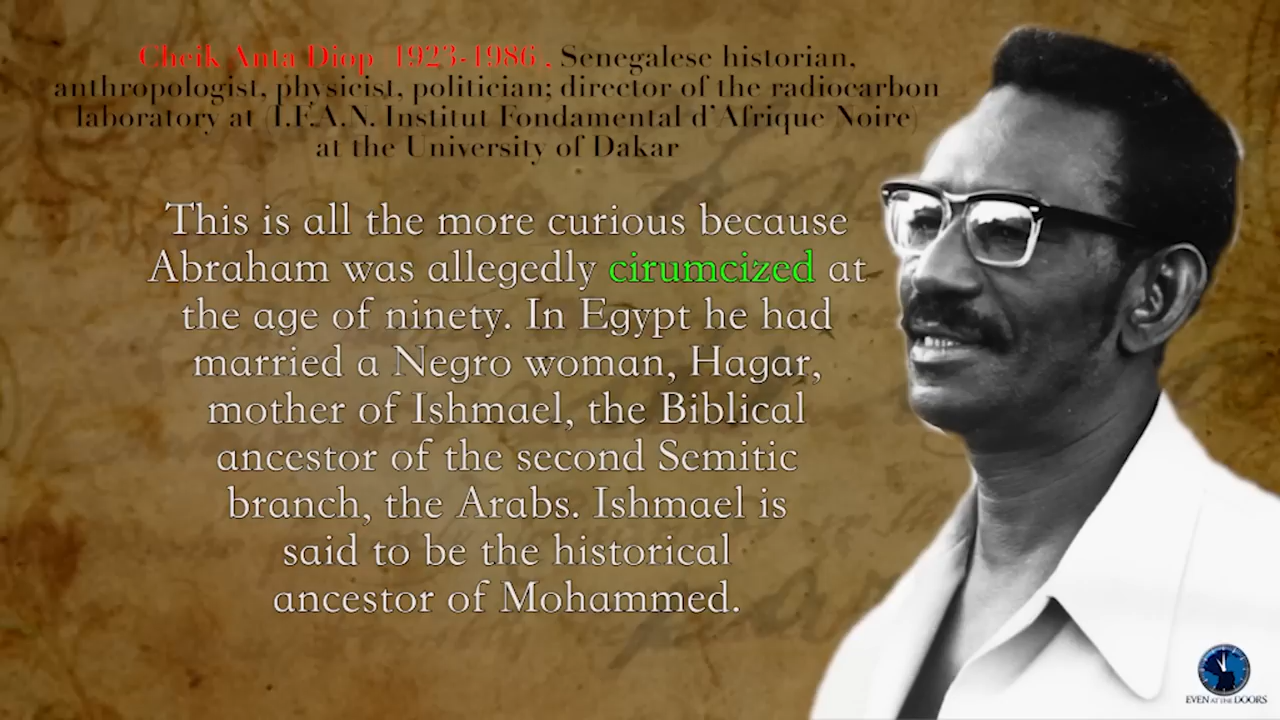 Cheik Anta Diop 1923-1986 . Senegalese historian,
anthropologist, physicist, politician; director of the radiocarbon
laboratory at (I.F.A.N. Institut Fondamental d'Afrique Noire)
at the University of Dakar
This is all the more curious because
Abraham was allegedly cirumcized at
the age of ninety. In Egypt he had
married a Negro woman, Hagar,
mother of Ishmael, the Biblical
ancestor of the second Semitic
branch, the Arabs. Ishmael is
said to be the historical
ancestor of Mohammed.
EVEN AT THE DOORS